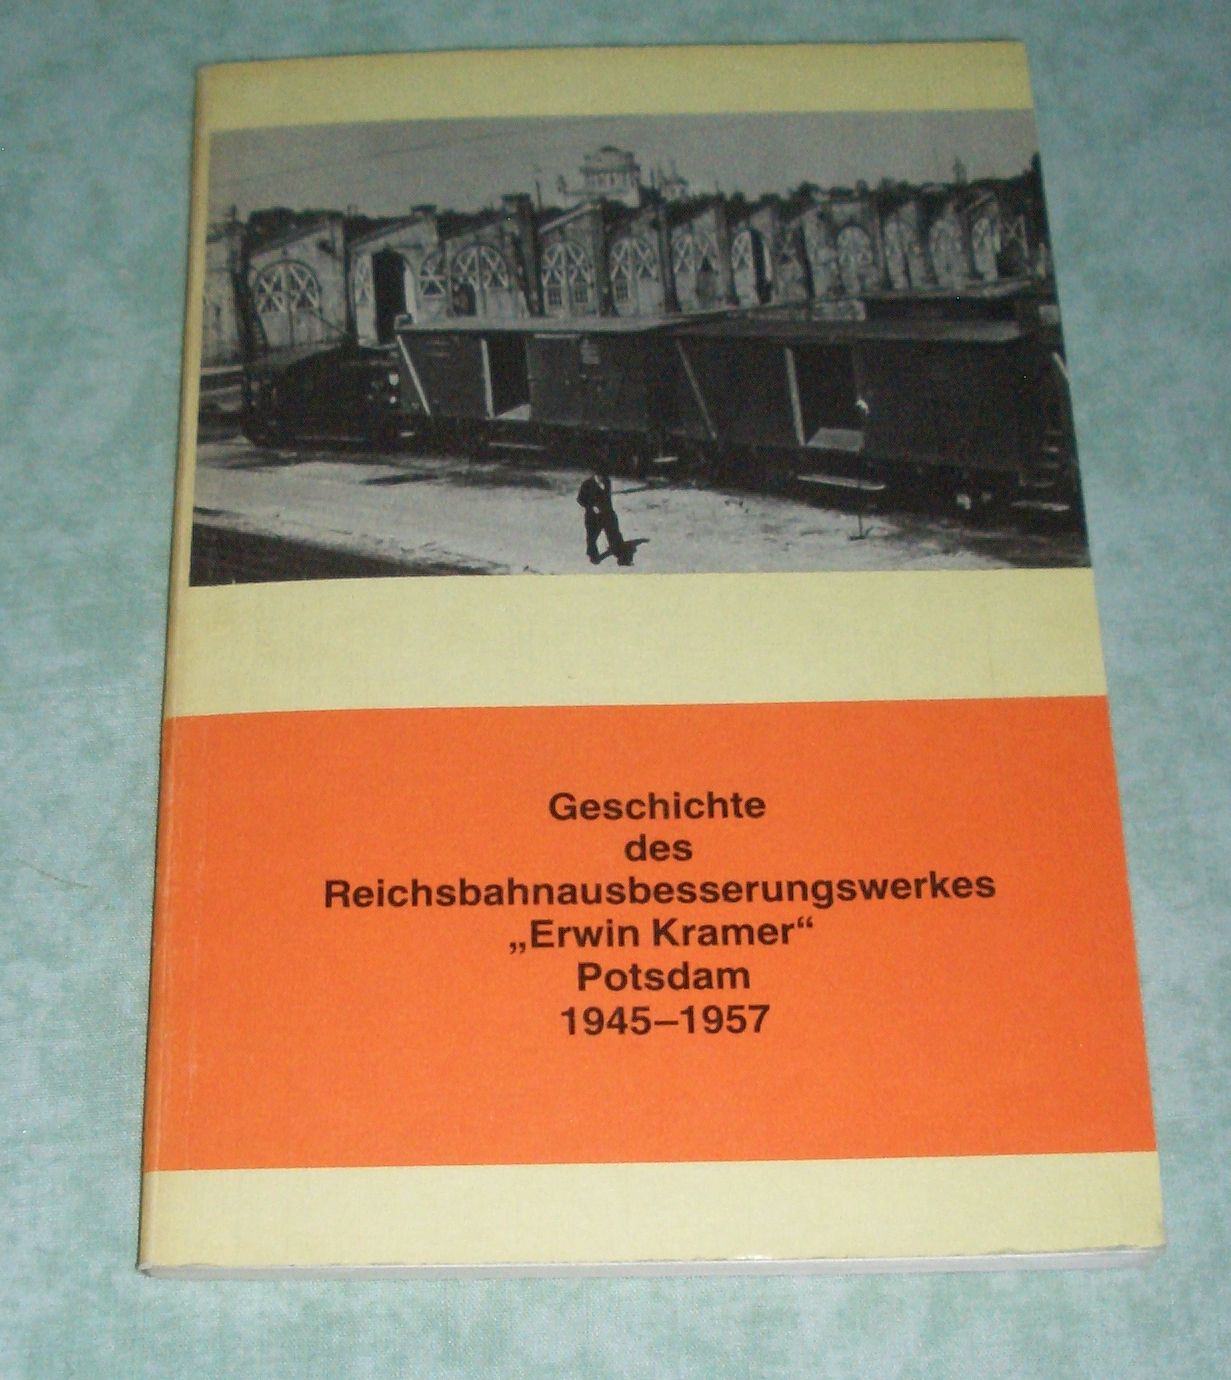 Geschichte
des
Reichsbahnausbesserungswerkes
„Erwin Kramer“
Potsdam
1945–1957